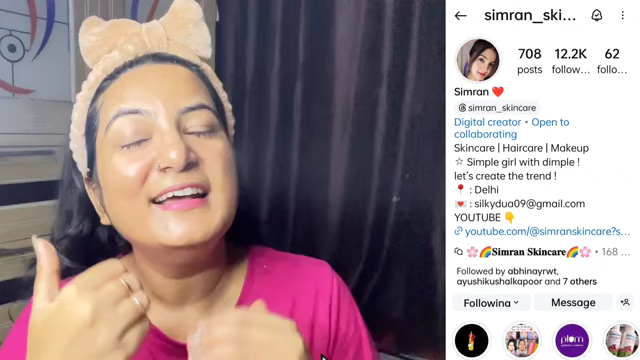 simran_ski...
708 12.2K 62
posts follow... follo...
Simran ❤️
simran_skincare
Digital creator • Open to
collaborating
Skincare | Haircare | Makeup
☆ Simple girl with dimple !
let's create the trend !
📍 : Delhi
💌 : silkydua09@gmail.com
YOUTUBE 👇
youtube.com/@simranskincare?s...
🌸🌈𝐒𝐢𝐦𝐫𝐚𝐧 𝐒𝐤𝐢𝐧𝐜𝐚𝐫𝐞🌈🌸 • 168 ...
Followed by abhinayrwt,
ayushikushalkapoor and 7 others
Following Message
plum